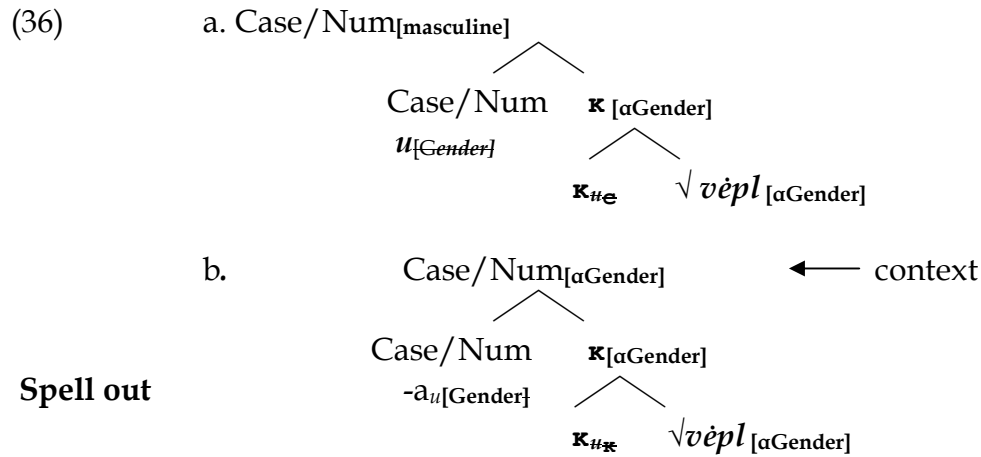 (36) a. Case/Num[masculine]
Case/Num ĸ [αGender]
u[Gender]
ĸ#c √ vėpl [αGender]
b. Case/Num[αGender] ← context
Case/Num ĸ[αGender]
Spell out -au[Gender]
ĸ#ĸ √vėpl [αGender]